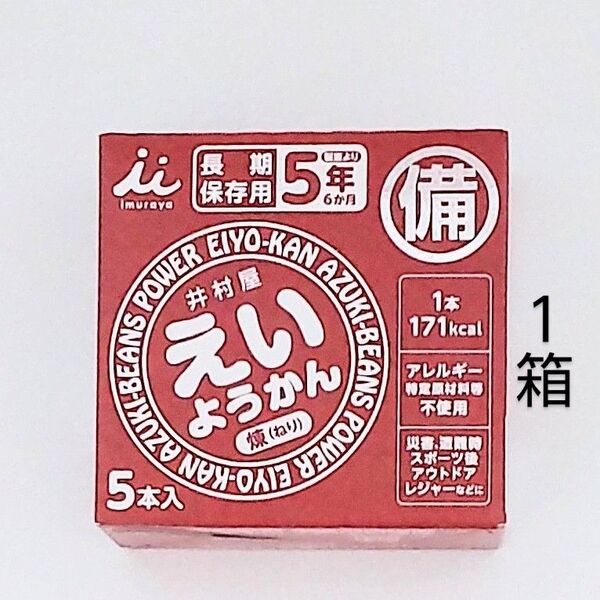 imuraya
長期
保存用
製造より
5年
6か月
備
AZUKI-BEANS POWER EIYO-KAN AZUKI-BEANS POWER EIYO-KAN
井村屋
えい
ようかん
煉(ねり)
5本入
1本
171kcal
アレルギー
特定原材料等
不使用
災害、避難時
スポーツ後
アウトドア
レジャーなどに
1
箱